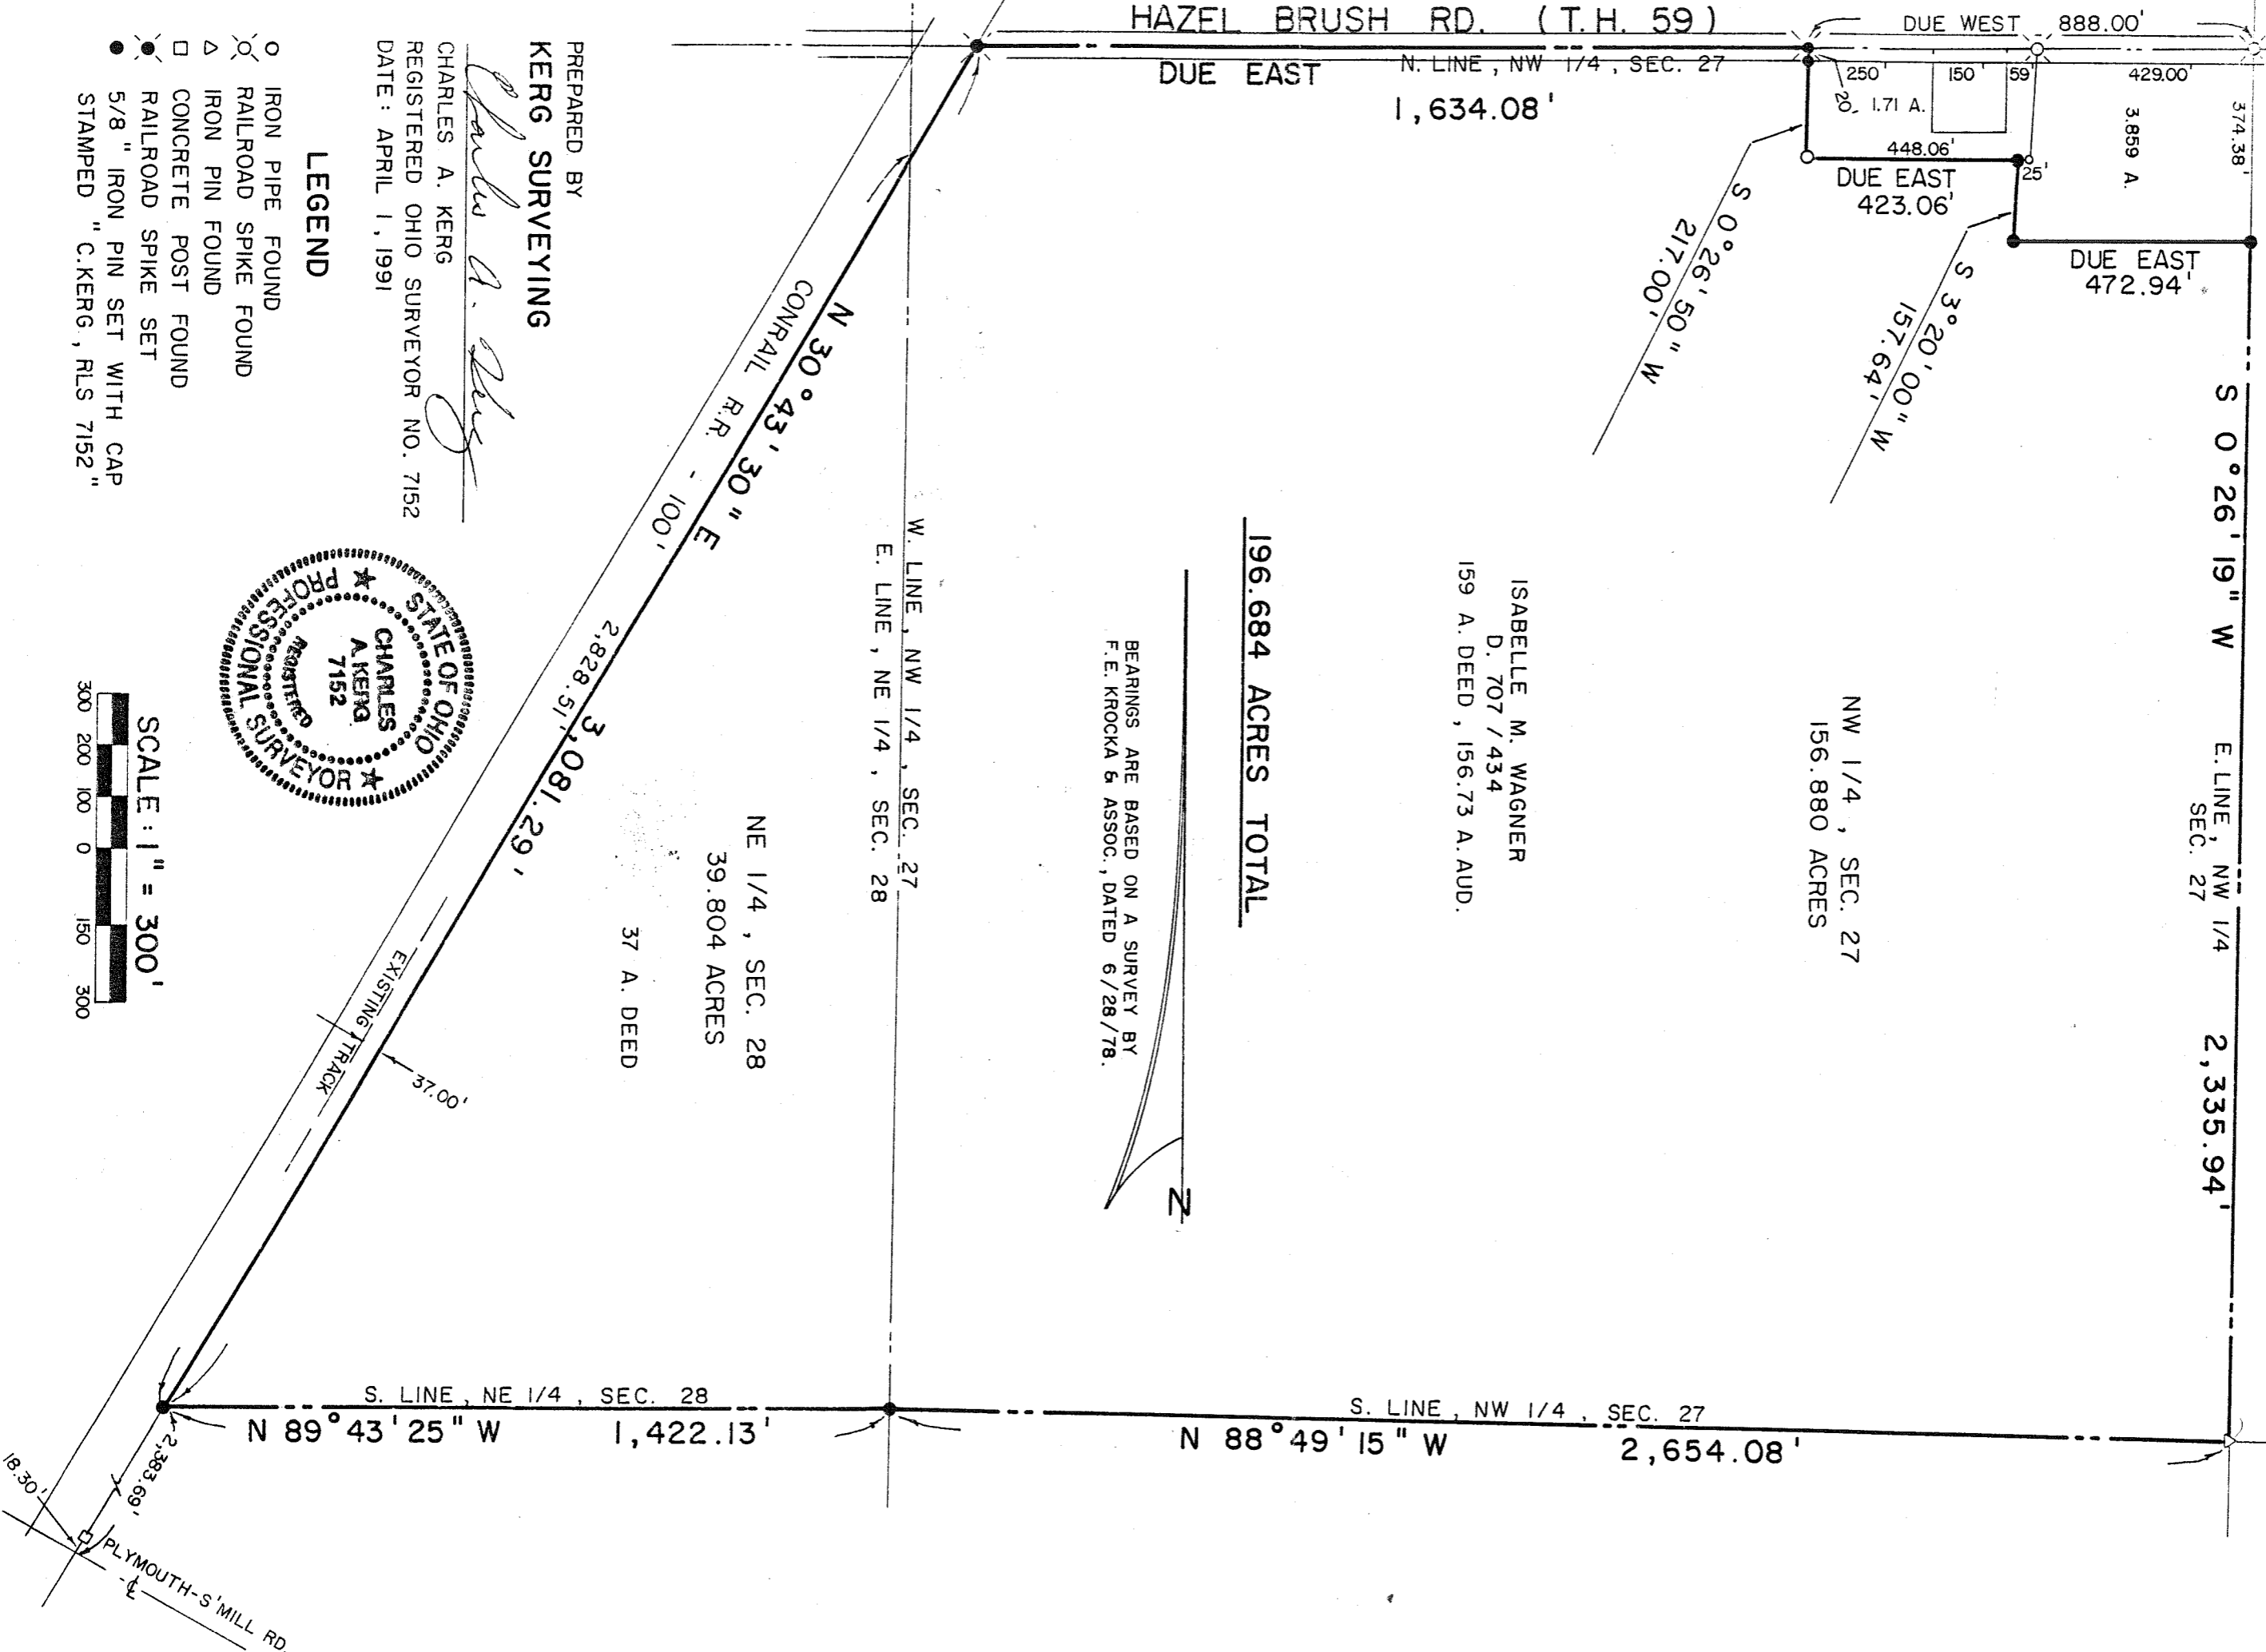 HAZEL BRUSH RD. (T.H. 59)
DUE WEST 888.00'
DUE EAST
N. LINE, NW 1/4, SEC. 27
1,634.08'
250
150
59'
429.00'
20
1.71 A.
3.859 A.
374.38'
448.06'
25'
DUE EAST
423.06'
DUE EAST
472.94'
S 0°26'50" W
217.00'
S 3°20'00" W
157.64'
S 0°26'19" W
E. LINE, NW 1/4
SEC. 27
2,335.94'
NW 1/4, SEC. 27
156.880 ACRES
ISABELLE M. WAGNER
D. 707/434
159 A. DEED, 156.73 A. AUD.
196.684 ACRES TOTAL
BEARINGS ARE BASED ON A SURVEY BY
F.E. KROCKA & ASSOC., DATED 6/28/78.
N
W. LINE, NW 1/4, SEC. 27
E. LINE, NE 1/4, SEC. 28
NE 1/4, SEC. 28
39.804 ACRES
37 A. DEED
N 30°43'30" E
CONRAIL R.R. - 100'
2,828.51'
3,081.29'
EXISTING TRACK
37.00'
S. LINE, NE 1/4, SEC. 28
N 89°43'25" W 1,422.13'
S. LINE, NW 1/4, SEC. 27
N 88°49'15" W 2,654.08'
2,383.69'
18.30'
PLYMOUTH-S'MILL RD.
℄
PREPARED BY
KERG SURVEYING
Charles A. Kerg
CHARLES A. KERG
REGISTERED OHIO SURVEYOR NO. 7152
DATE: APRIL 1, 1991
LEGEND
IRON PIPE FOUND
RAILROAD SPIKE FOUND
IRON PIN FOUND
CONCRETE POST FOUND
RAILROAD SPIKE SET
5/8" IRON PIN SET WITH CAP
STAMPED "C.KERG, RLS 7152"
STATE OF OHIO
CHARLES
A. KERG
7152
REGISTERED
PROFESSIONAL SURVEYOR
SCALE: 1" = 300'
300 200 100 0 150 300